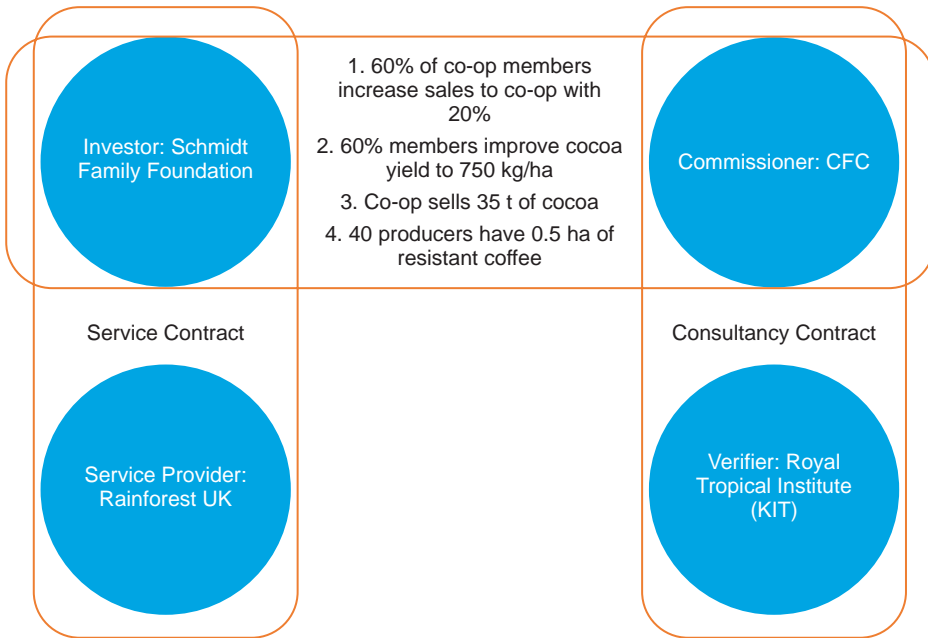 Investor: Schmidt
Family Foundation
1. 60% of co-op members
increase sales to co-op with
20%
2. 60% members improve cocoa
yield to 750 kg/ha
3. Co-op sells 35 t of cocoa
4. 40 producers have 0.5 ha of
resistant coffee
Commissioner: CFC
Service Contract
Consultancy Contract
Service Provider:
Rainforest UK
Verifier: Royal
Tropical Institute
(KIT)